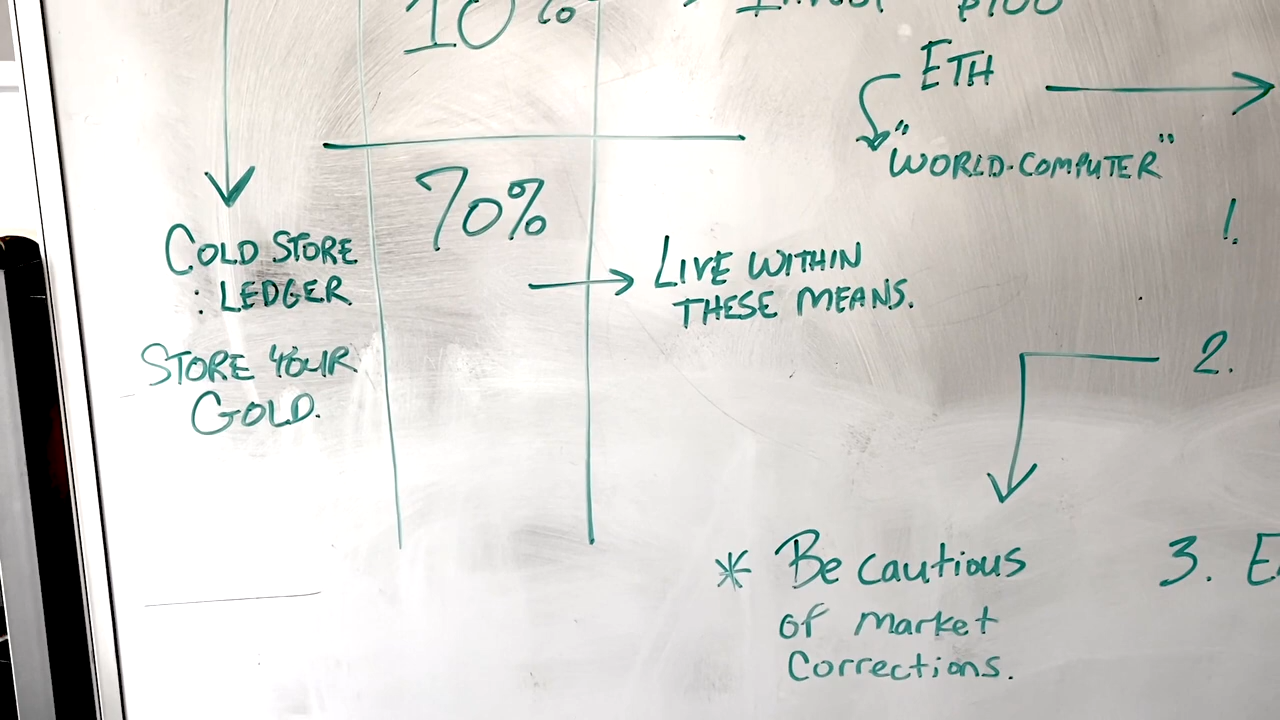 10%
$100
ETH
"WORLD-COMPUTER"
70%
1.
COLD STORE
: LEDGER.
LIVE WITHIN
THESE MEANS.
STORE YOUR
GOLD.
2.
* Be cautious
of market
corrections.
3.